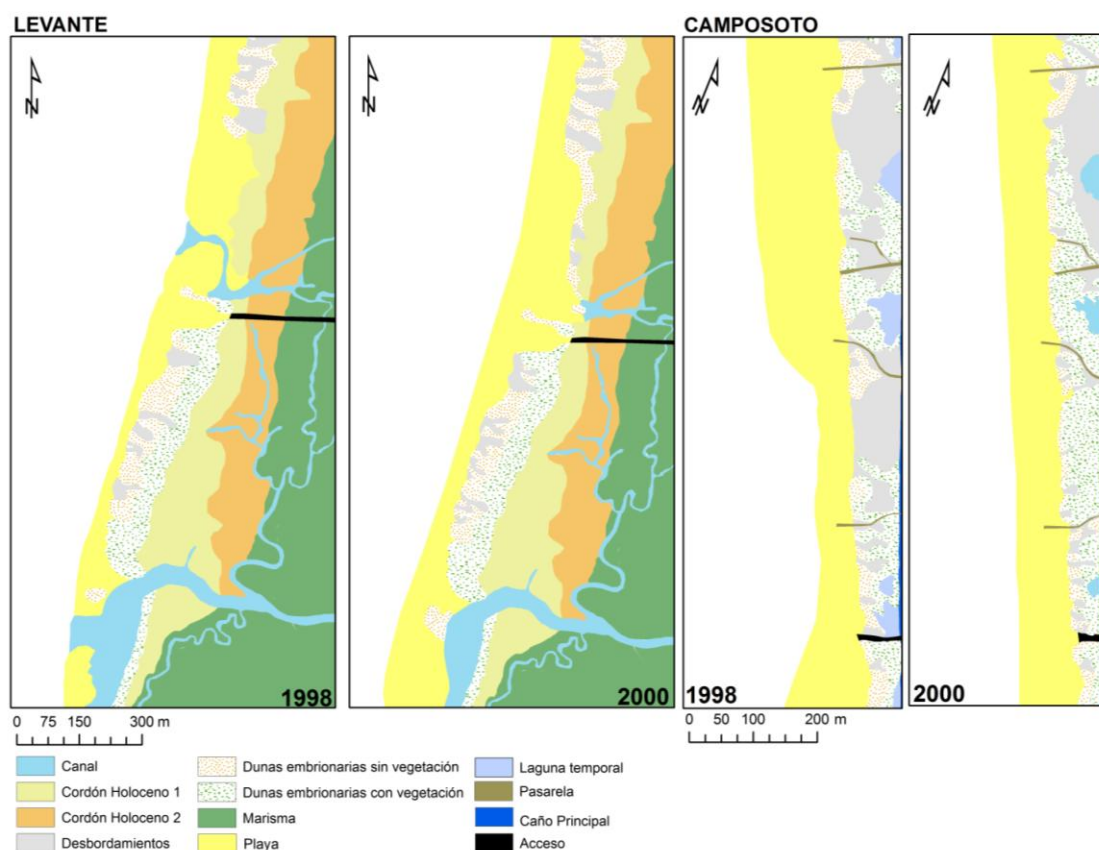 LEVANTE
CAMPOSOTO
N
N
N
N
1998
2000
1998
2000
0 75 150 300 m
0 50 100 200 m
Canal
Dunas embrionarias sin vegetación
Laguna temporal
Cordón Holoceno 1
Dunas embrionarias con vegetación
Pasarela
Cordón Holoceno 2
Marisma
Caño Principal
Desbordamientos
Playa
Acceso